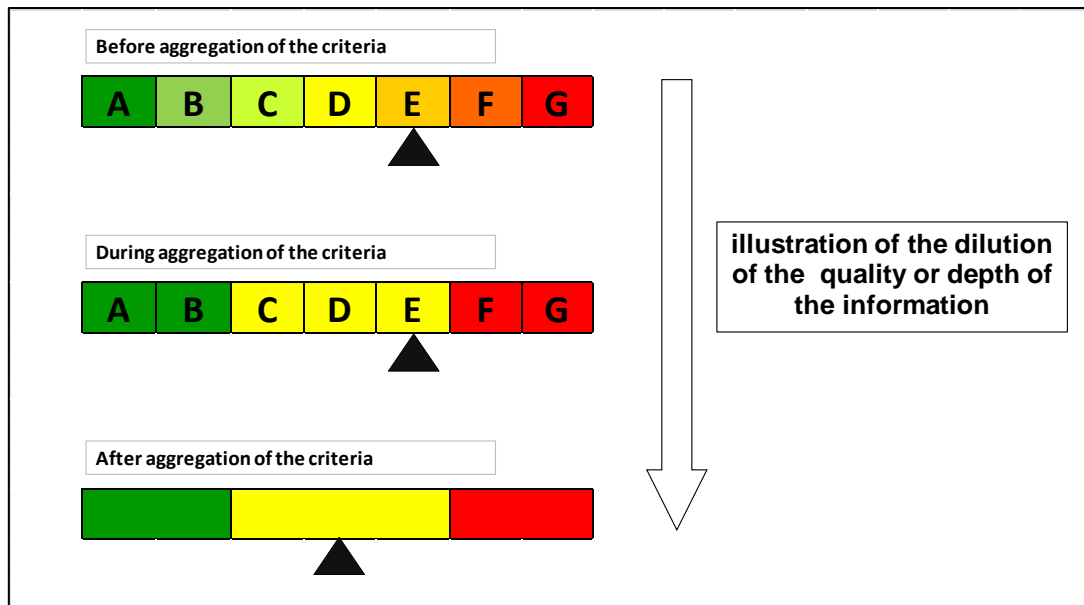 Before aggregation of the criteria
A B C D E F G
During aggregation of the criteria
A B C D E F G
After aggregation of the criteria
illustration of the dilution
of the quality or depth of
the information